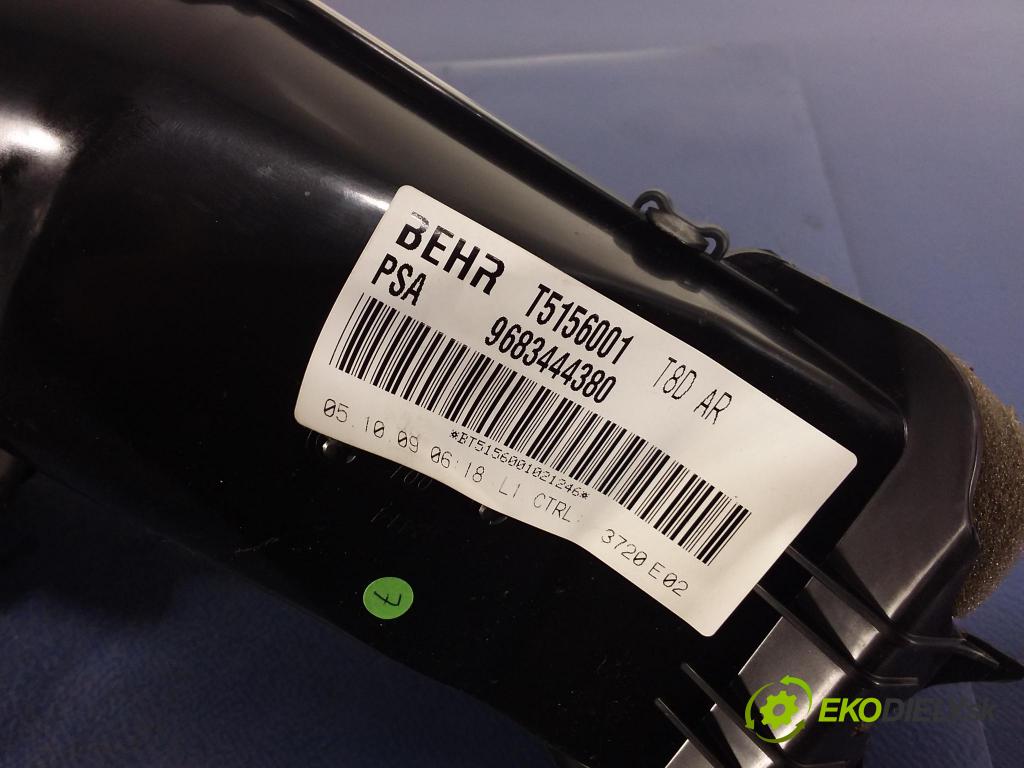 BEHR T5156001 T8D AR
PSA 9683444380
*BT5156001021246*
05.10.09 06:18 L1 CTRL: 3720 E02
EKODIELY.sk